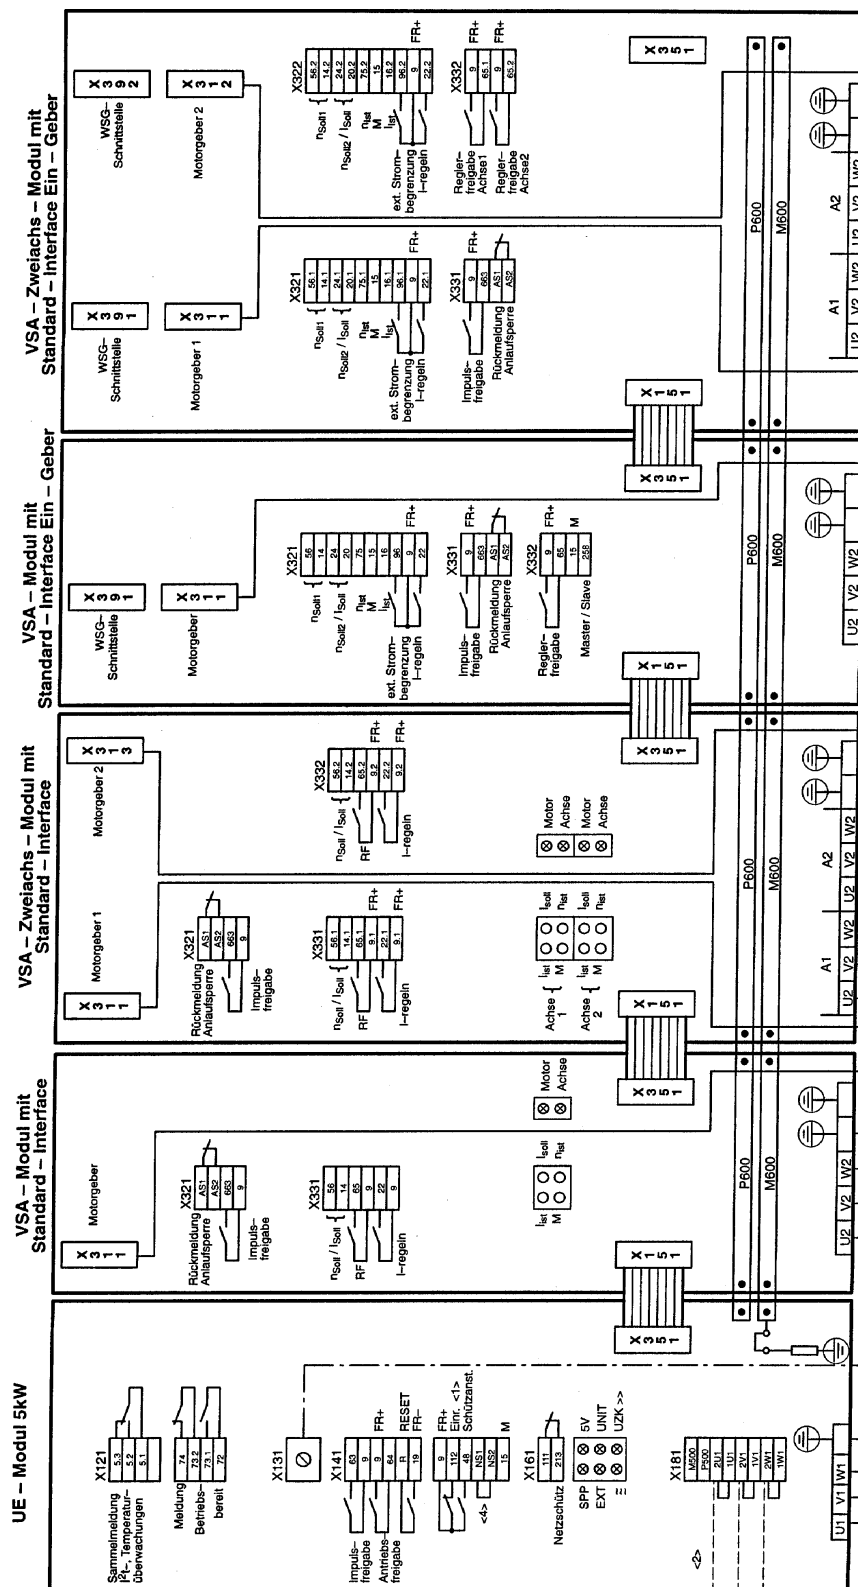 UE – Modul 5kW
X121
5.3
5.2
5.1
Sammelmeldung
I²t–, Temperatur–
überwachungen
74
73.2
73.1
72
Meldung
Betriebs–
bereit
X131
X141
63
9
9
64
R
19
FR+
RESET
FR–
Impuls–
freigabe
Antriebs–
freigabe
9
112
48
NS1
NS2
15
FR+
Einr. <1>
Schützanst.
M
<4>
X161
111
213
Netzschütz
SPP
EXT
5V
UNIT
UZK >>
X181
M500
P500
2U1
1U1
2V1
1V1
2W1
1W1
<2>
X351
U1 V1 W1
VSA – Modul mit
Standard – Interface
X311
Motorgeber
X321
AS1
AS2
663
9
Rückmeldung
Anlaufsperre
Impuls–
freigabe
X331
56
14
65
9
22
9
nSoll / ISoll
RF
I–regeln
Iist
M
Isoll
nist
Motor
Achse
X151
X351
P600
M600
U2 V2 W2
VSA – Zweiachs – Modul mit
Standard – Interface
X311
Motorgeber 1
X313
Motorgeber 2
X321
AS1
AS2
663
9
Rückmeldung
Anlaufsperre
Impuls–
freigabe
X331
56.1
14.1
65.1
9.1
22.1
9.1
FR+
FR+
nSoll / ISoll
RF
I–regeln
X332
56.2
14.2
65.2
9.2
22.2
9.2
FR+
FR+
nSoll / ISoll
RF
I–regeln
Achse 1
Achse 2
Iist
M
Iist
M
Isoll
nist
Isoll
nist
Motor
Achse
Motor
Achse
X151
X351
P600
M600
A1
A2
U2 V2 W2 U2 V2 W2
VSA – Modul mit
Standard – Interface Ein – Geber
X391
WSG–
Schnittstelle
X311
Motorgeber
X321
56
14
24
20
75
15
16
96
9
22
FR+
nSoll1
nSoll2 / ISoll
nist
M
Iist
ext. Strom–
begrenzung
I–regeln
X331
9
663
AS1
AS2
FR+
Impuls–
freigabe
Rückmeldung
Anlaufsperre
X332
9
65
15
258
FR+
M
Regler–
freigabe
Master / Slave
X151
X351
P600
M600
U2 V2 W2
VSA – Zweiachs – Modul mit
Standard – Interface Ein – Geber
X391
WSG–
Schnittstelle
X392
WSG–
Schnittstelle
X311
Motorgeber 1
X312
Motorgeber 2
X321
56.1
14.1
24.1
20.1
75.1
15
16.1
96.1
9
22.1
FR+
nSoll1
nSoll2 / ISoll
nist
M
Iist
ext. Strom–
begrenzung
I–regeln
X322
56.2
14.2
24.2
20.2
75.2
15
16.2
96.2
9
22.2
FR+
nSoll1
nSoll2 / ISoll
nist
M
Iist
ext. Strom–
begrenzung
I–regeln
X331
9
663
AS1
AS2
FR+
Impuls–
freigabe
Rückmeldung
Anlaufsperre
X332
9
65.1
9
65.2
FR+
FR+
Regler–
freigabe
Achse1
Regler–
freigabe
Achse2
X151
X351
P600
M600
A1
A2
U2 V2 W2 U2 V2 W2